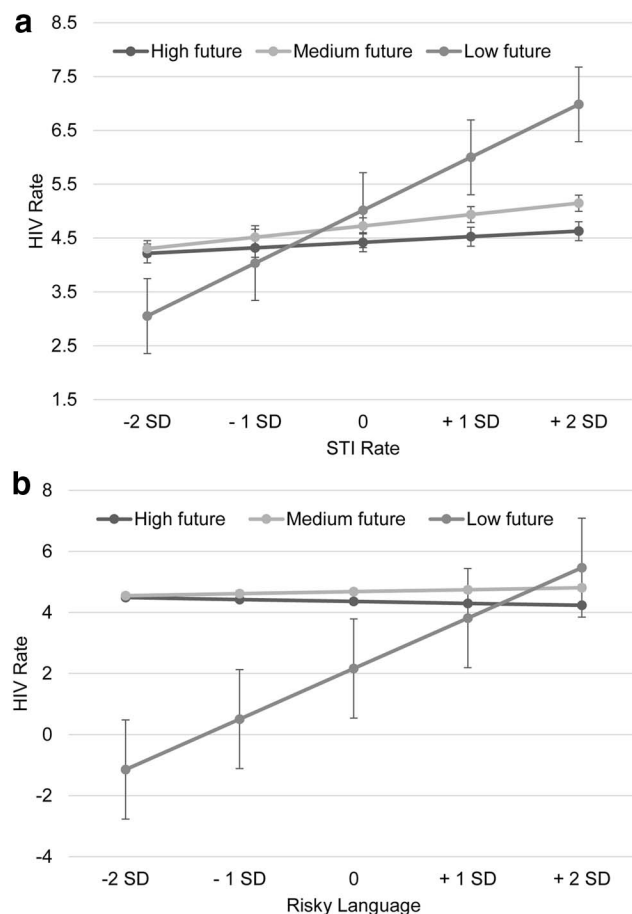 a
8.5
High future Medium future Low future
7.5
6.5
5.5
4.5
3.5
2.5
1.5
HIV Rate
-2 SD - 1 SD 0 + 1 SD + 2 SD
STI Rate
b
8
High future Medium future Low future
6
4
2
0
-2
-4
HIV Rate
-2 SD - 1 SD 0 + 1 SD + 2 SD
Risky Language